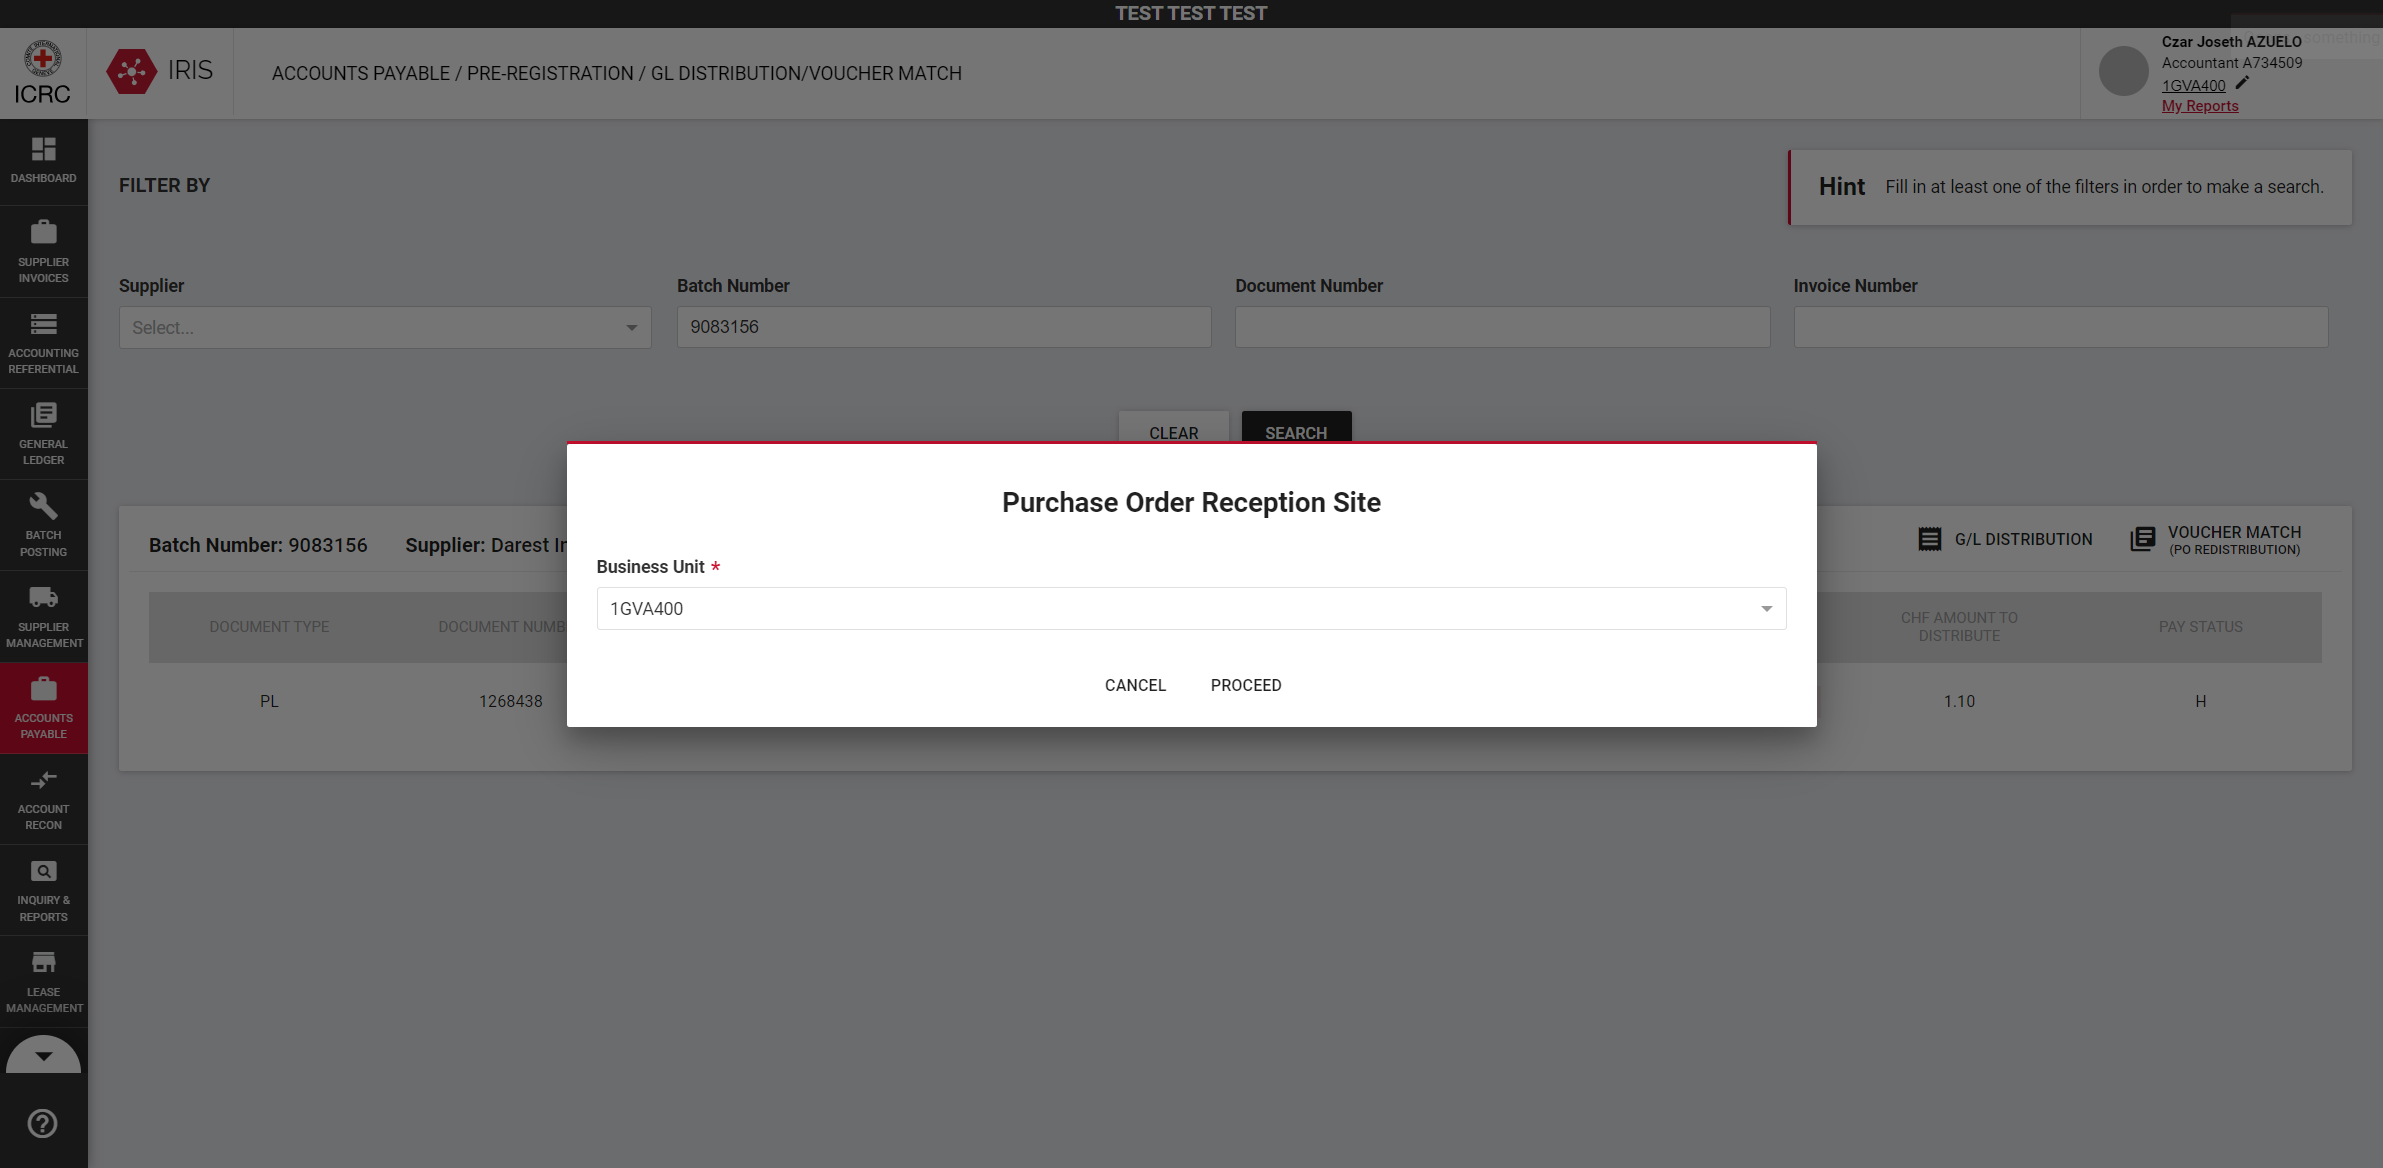 TEST TEST TEST
ICRC
IRIS
ACCOUNTS PAYABLE / PRE-REGISTRATION / GL DISTRIBUTION/VOUCHER MATCH
Czar Joseth AZUELO
something
Accountant A734509
1GVA400
My Reports
DASHBOARD
SUPPLIER
INVOICES
ACCOUNTING
REFERENTIAL
GENERAL
LEDGER
BATCH
POSTING
SUPPLIER
MANAGEMENT
ACCOUNTS
PAYABLE
ACCOUNT
RECON
INQUIRY &
REPORTS
LEASE
MANAGEMENT
FILTER BY
Hint Fill in at least one of the filters in order to make a search.
Supplier
Select...
Batch Number
9083156
Document Number
Invoice Number
CLEAR
SEARCH
Purchase Order Reception Site
Business Unit *
1GVA400
CANCEL
PROCEED
Batch Number: 9083156
Supplier: Darest
G/L DISTRIBUTION
VOUCHER MATCH
(PO REDISTRIBUTION)
DOCUMENT TYPE
DOCUMENT NUMB
CHF AMOUNT TO
DISTRIBUTE
PAY STATUS
PL
1268438
1.10
H